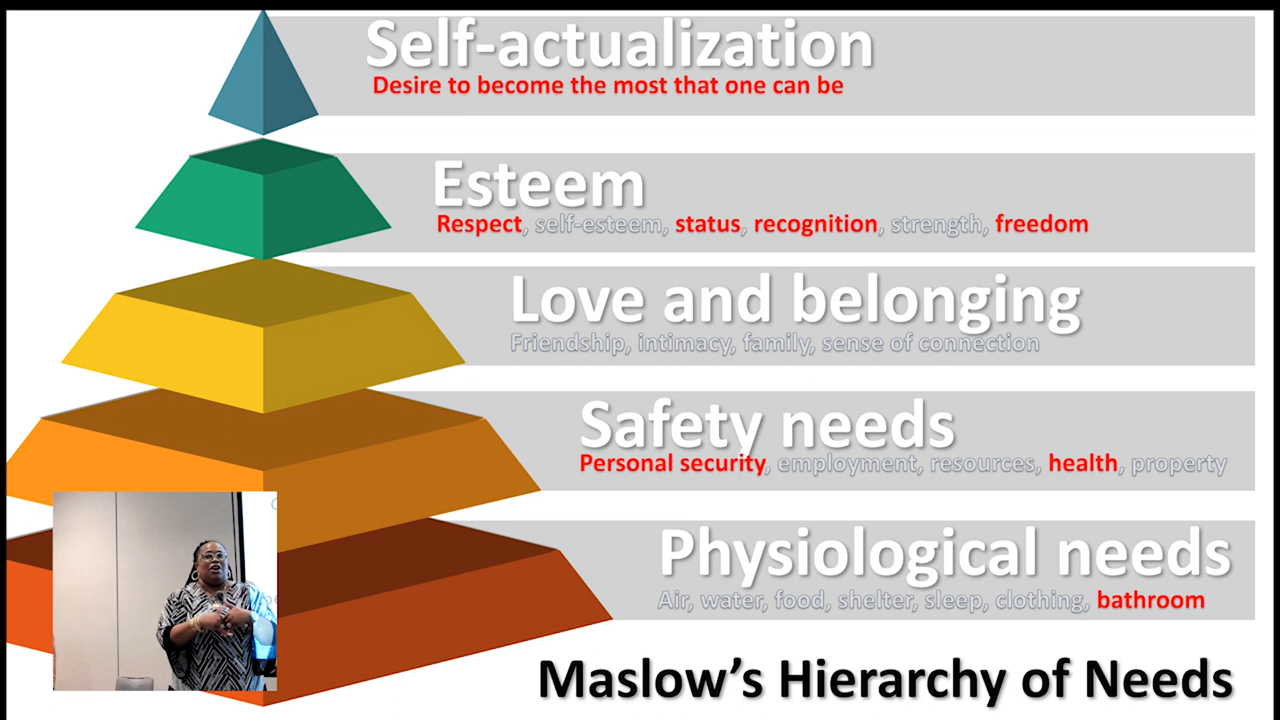 Self-actualization
Desire to become the most that one can be
Esteem
Respect, self-esteem, status, recognition, strength, freedom
Love and belonging
Friendship, intimacy, family, sense of connection
Safety needs
Personal security, employment, resources, health, property
Physiological needs
Air, water, food, shelter, sleep, clothing, bathroom
Maslow’s Hierarchy of Needs